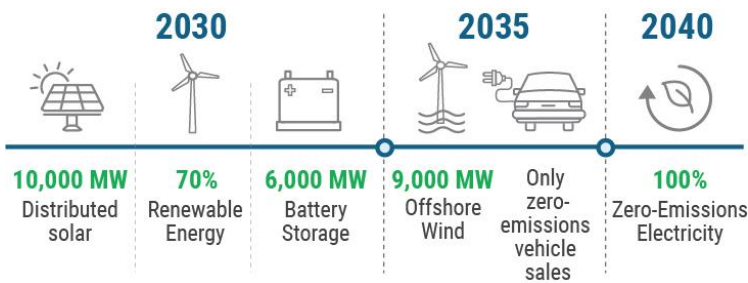 2030
2035
2040
10,000 MW
Distributed
solar
70%
Renewable
Energy
6,000 MW
Battery
Storage
9,000 MW
Offshore
Wind
Only
zero-
emissions
vehicle
sales
100%
Zero-Emissions
Electricity